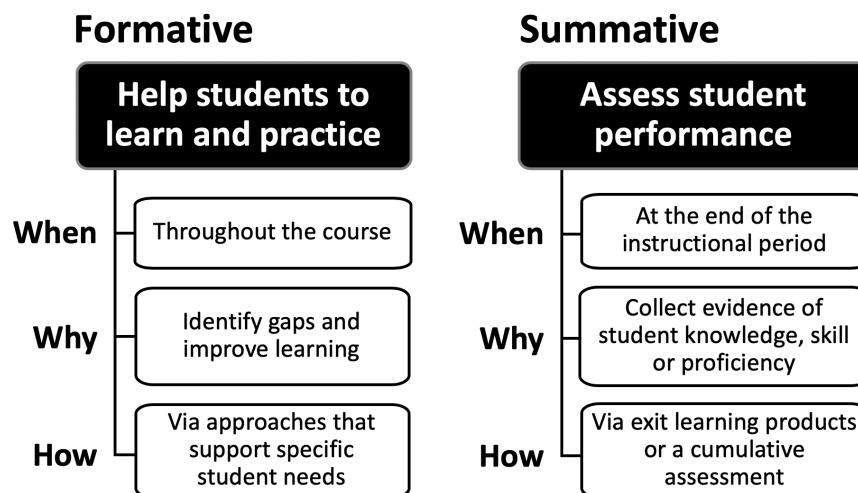 Formative
Help students to
learn and practice
When
Throughout the course
Why
Identify gaps and
improve learning
How
Via approaches that
support specific
student needs
Summative
Assess student
performance
When
At the end of the
instructional period
Why
Collect evidence of
student knowledge, skill
or proficiency
How
Via exit learning products
or a cumulative
assessment